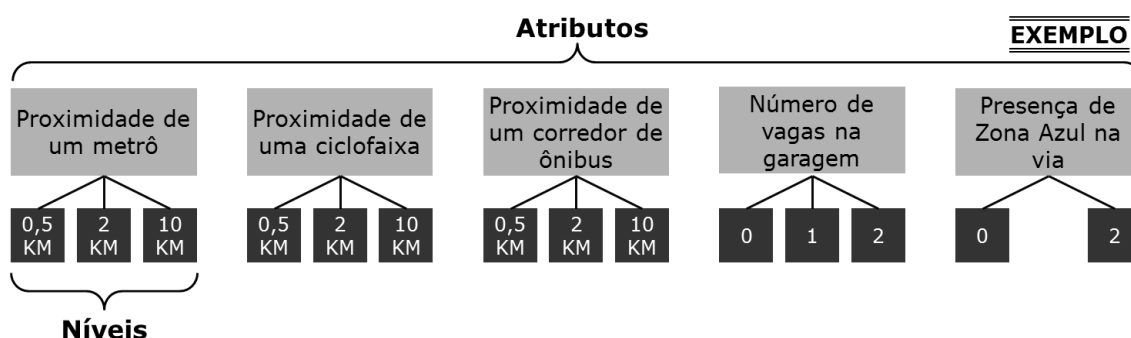 Atributos
EXEMPLO
Proximidade de
um metrô
Proximidade de
uma ciclofaixa
Proximidade de
um corredor de
ônibus
Número de
vagas na
garagem
Presença de
Zona Azul na
via
0,5
KM
2
KM
10
KM
0,5
KM
2
KM
10
KM
0,5
KM
2
KM
10
KM
0
1
2
0
2
Níveis